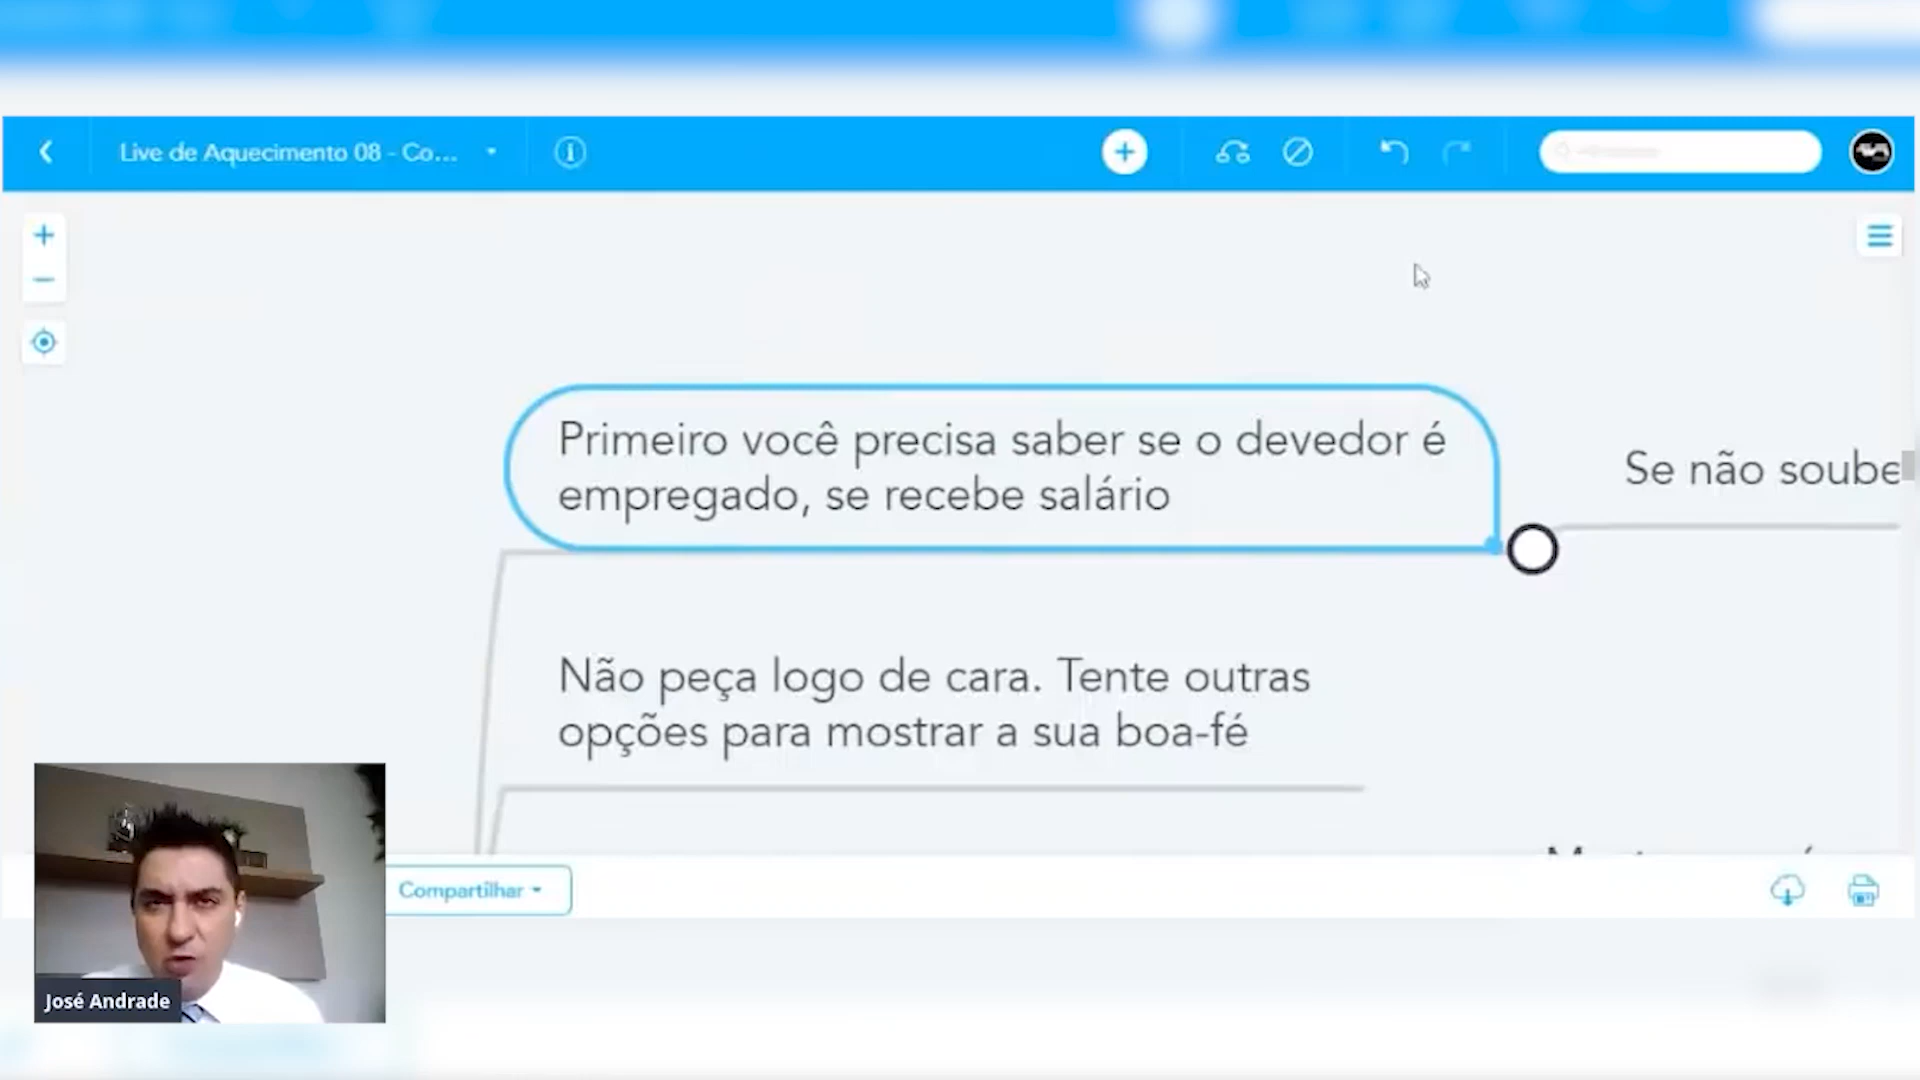 Live de Aquecimento 08 - Co...
Primeiro você precisa saber se o devedor é
empregado, se recebe salário
Se não soube
Não peça logo de cara. Tente outras
opções para mostrar a sua boa-fé
Compartilhar
José Andrade